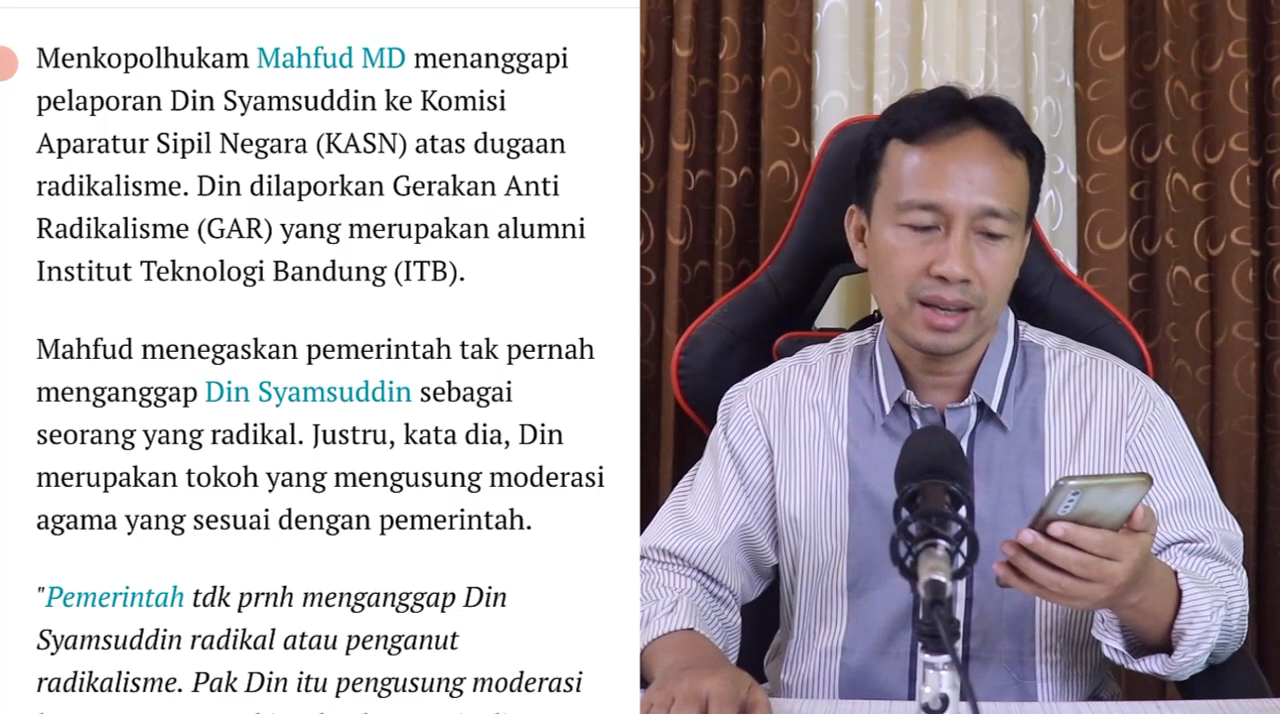 Menkopolhukam Mahfud MD menanggapi
pelaporan Din Syamsuddin ke Komisi
Aparatur Sipil Negara (KASN) atas dugaan
radikalisme. Din dilaporkan Gerakan Anti
Radikalisme (GAR) yang merupakan alumni
Institut Teknologi Bandung (ITB).
Mahfud menegaskan pemerintah tak pernah
menganggap Din Syamsuddin sebagai
seorang yang radikal. Justru, kata dia, Din
merupakan tokoh yang mengusung moderasi
agama yang sesuai dengan pemerintah.
"Pemerintah tdk prnh menganggap Din
Syamsuddin radikal atau penganut
radikalisme. Pak Din itu pengusung moderasi